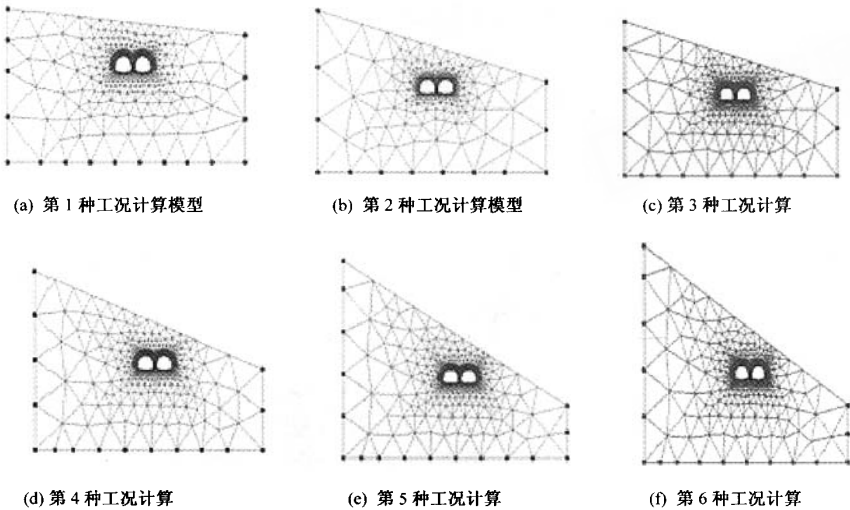 (a) 第1种工况计算模型
(b) 第2种工况计算模型
(c) 第3种工况计算
(d) 第4种工况计算
(e) 第5种工况计算
(f) 第6种工况计算